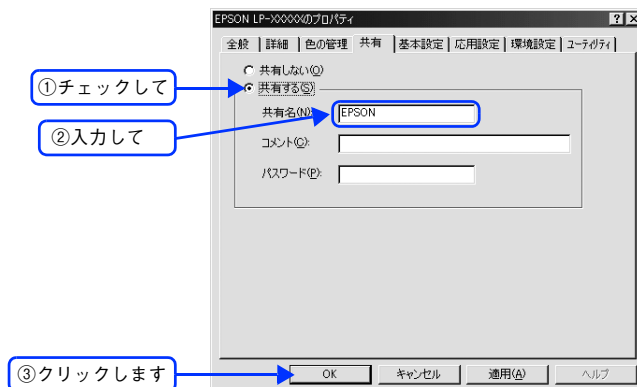 EPSON LP-XXXXXのプロパティ
全般 詳細 色の管理 共有 基本設定 応用設定 環境設定 ユーティリティ
共有しない(O)
①チェックして
共有する(S)
共有名(N): EPSON
②入力して
コメント(C):
パスワード(P):
③クリックします
OK キャンセル 適用(A) ヘルプ